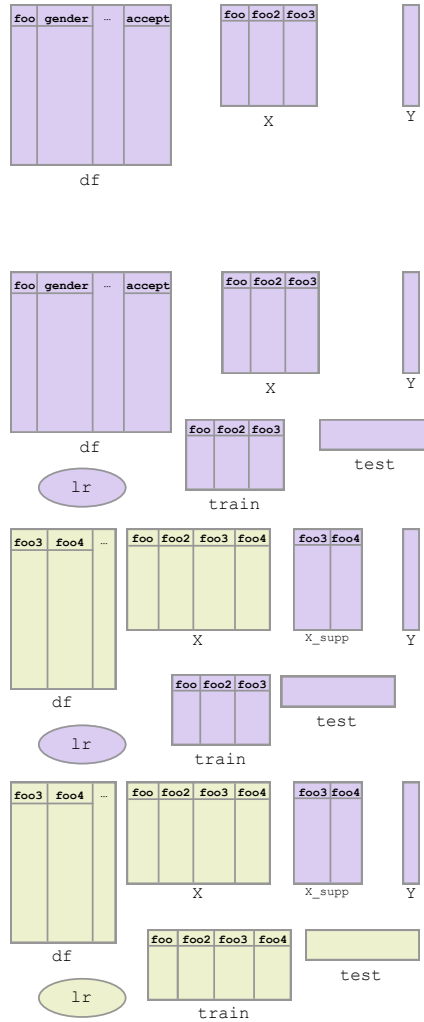 foo gender … accept
foo foo2 foo3
X
Y
df
foo gender … accept
foo foo2 foo3
X
Y
df
foo foo2 foo3
test
lr
train
foo3 foo4 …
foo foo2 foo3 foo4
foo3 foo4
X
X_supp
Y
df
foo foo2 foo3
test
lr
train
foo3 foo4 …
foo foo2 foo3 foo4
foo3 foo4
X
X_supp
Y
df
foo foo2 foo3 foo4
test
lr
train